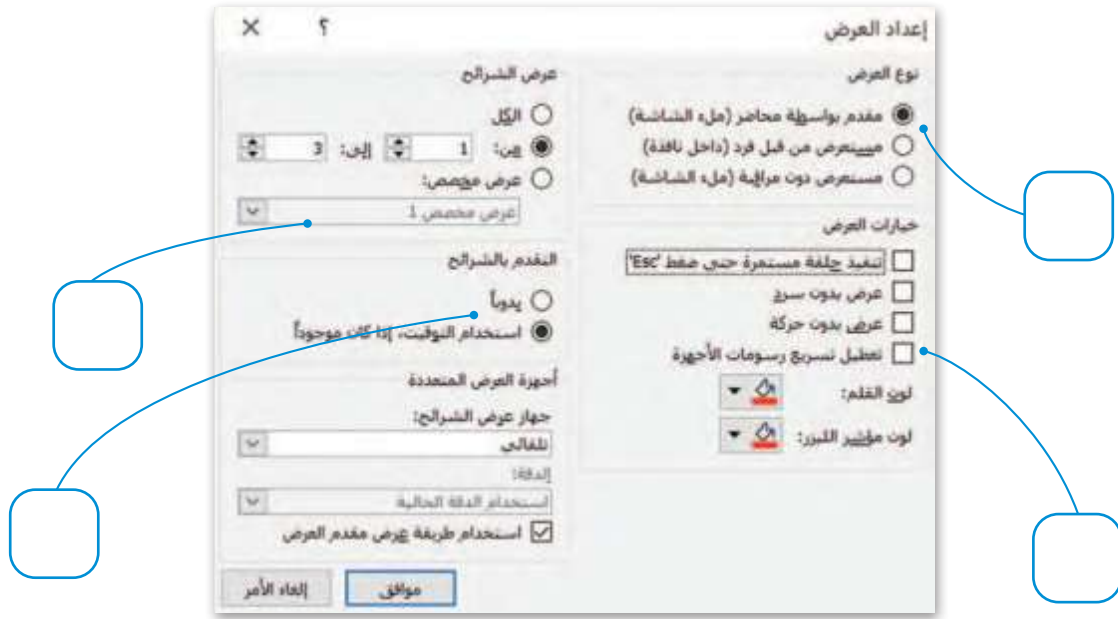 إعداد العرض
؟
نوع العرض
مقدم بواسطة محاضر (ملء الشاشة)
مستعرض من قبل فرد (داخل نافذة)
مستعرض دون مراقبة (ملء الشاشة)
خيارات العرض
تنفيذ حلقة مستمرة حتى ضغط 'Esc'
عرض بدون سرد
عرض بدون حركة
تعطيل تسريع رسومات الأجهزة
لون القلم:
لون مؤشر الليزر:
عرض الشرائح
الكل
من: 1 إلى: 3
عرض مخصص:
عرض مخصص 1
التقدم بالشرائح
يدوياً
استخدام التوقيت، إذا كان موجوداً
أجهزة العرض المتعددة
جهاز عرض الشرائح:
تلقائي
الدقة:
استخدام الدقة الحالية
استخدام طريقة عرض مقدم العرض
موافق
إلغاء الأمر